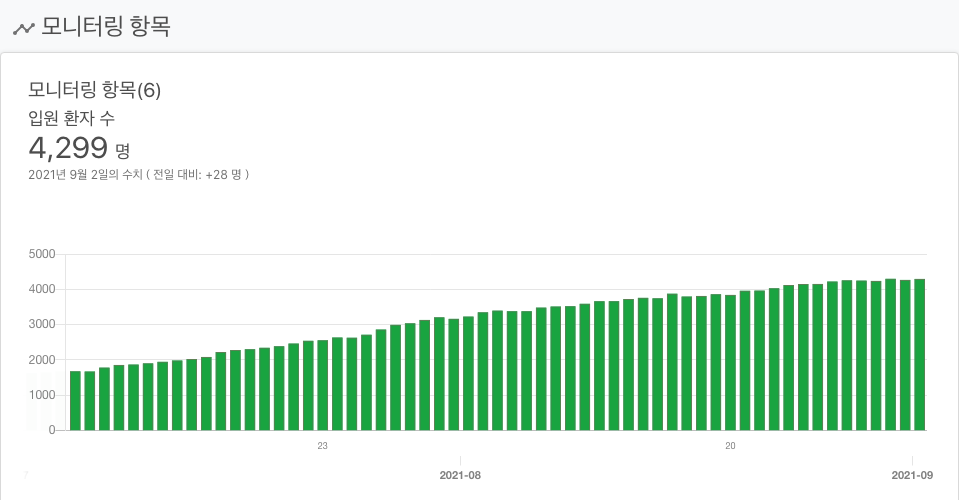 모니터링 항목
모니터링 항목(6)
입원 환자 수
4,299 명
2021년 9월 2일의 수치 ( 전일 대비: +28 명 )
5000
4000
3000
2000
1000
0
23
20
7
2021-08
2021-09